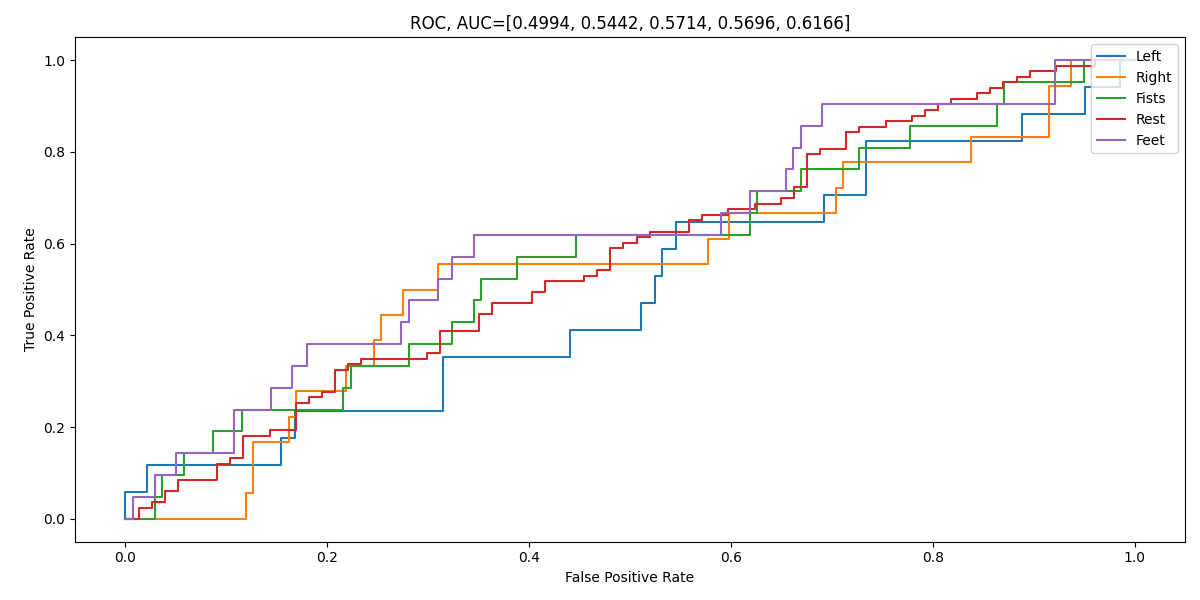 ROC, AUC=[0.4994, 0.5442, 0.5714, 0.5696, 0.6166]
Left
Right
Fists
Rest
Feet
True Positive Rate
1.0
0.8
0.6
0.4
0.2
0.0
0.0 0.2 0.4 0.6 0.8 1.0
False Positive Rate